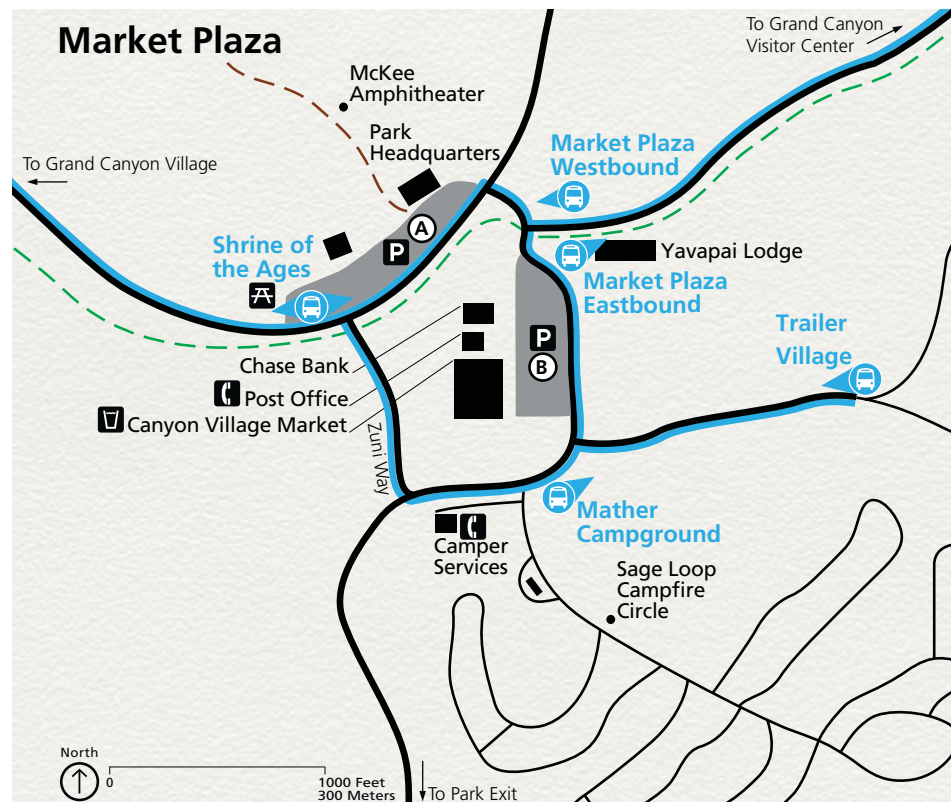 Market Plaza
To Grand Canyon
Visitor Center
McKee
Amphitheater
Park
Headquarters
Market Plaza
Westbound
To Grand Canyon Village
A
P
Shrine of
the Ages
Yavapai Lodge
Market Plaza
Eastbound
Trailer
Village
P
B
Chase Bank
Post Office
Canyon Village Market
Zuni Way
Mather
Campground
Camper
Services
Sage Loop
Campfire
Circle
North
0
1000 Feet
300 Meters
To Park Exit